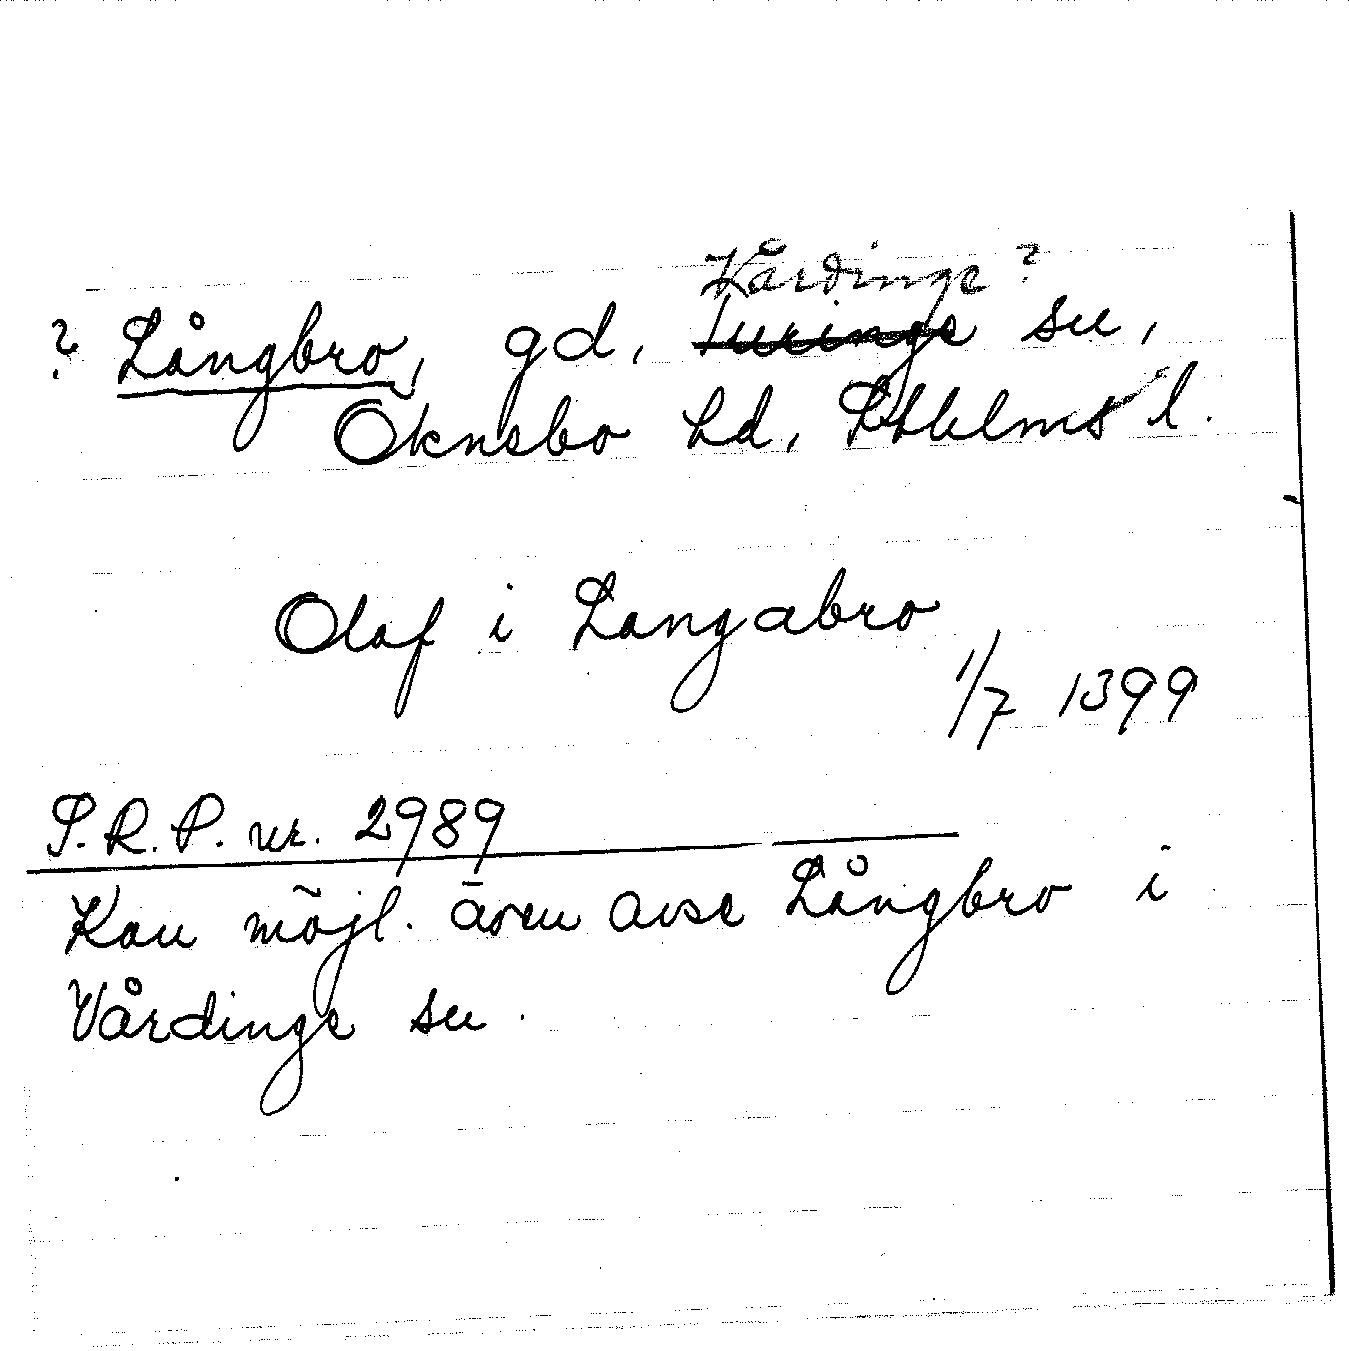 Vårdinge ?
? Långbro, gd, Turinge sn,
Öknebo hd, Sthlms l.
Olaf i Langabro
1/7 1399
S.R.P. nr. 2989
Kan möjl. även avse Långbro i
Vårdinge sn.